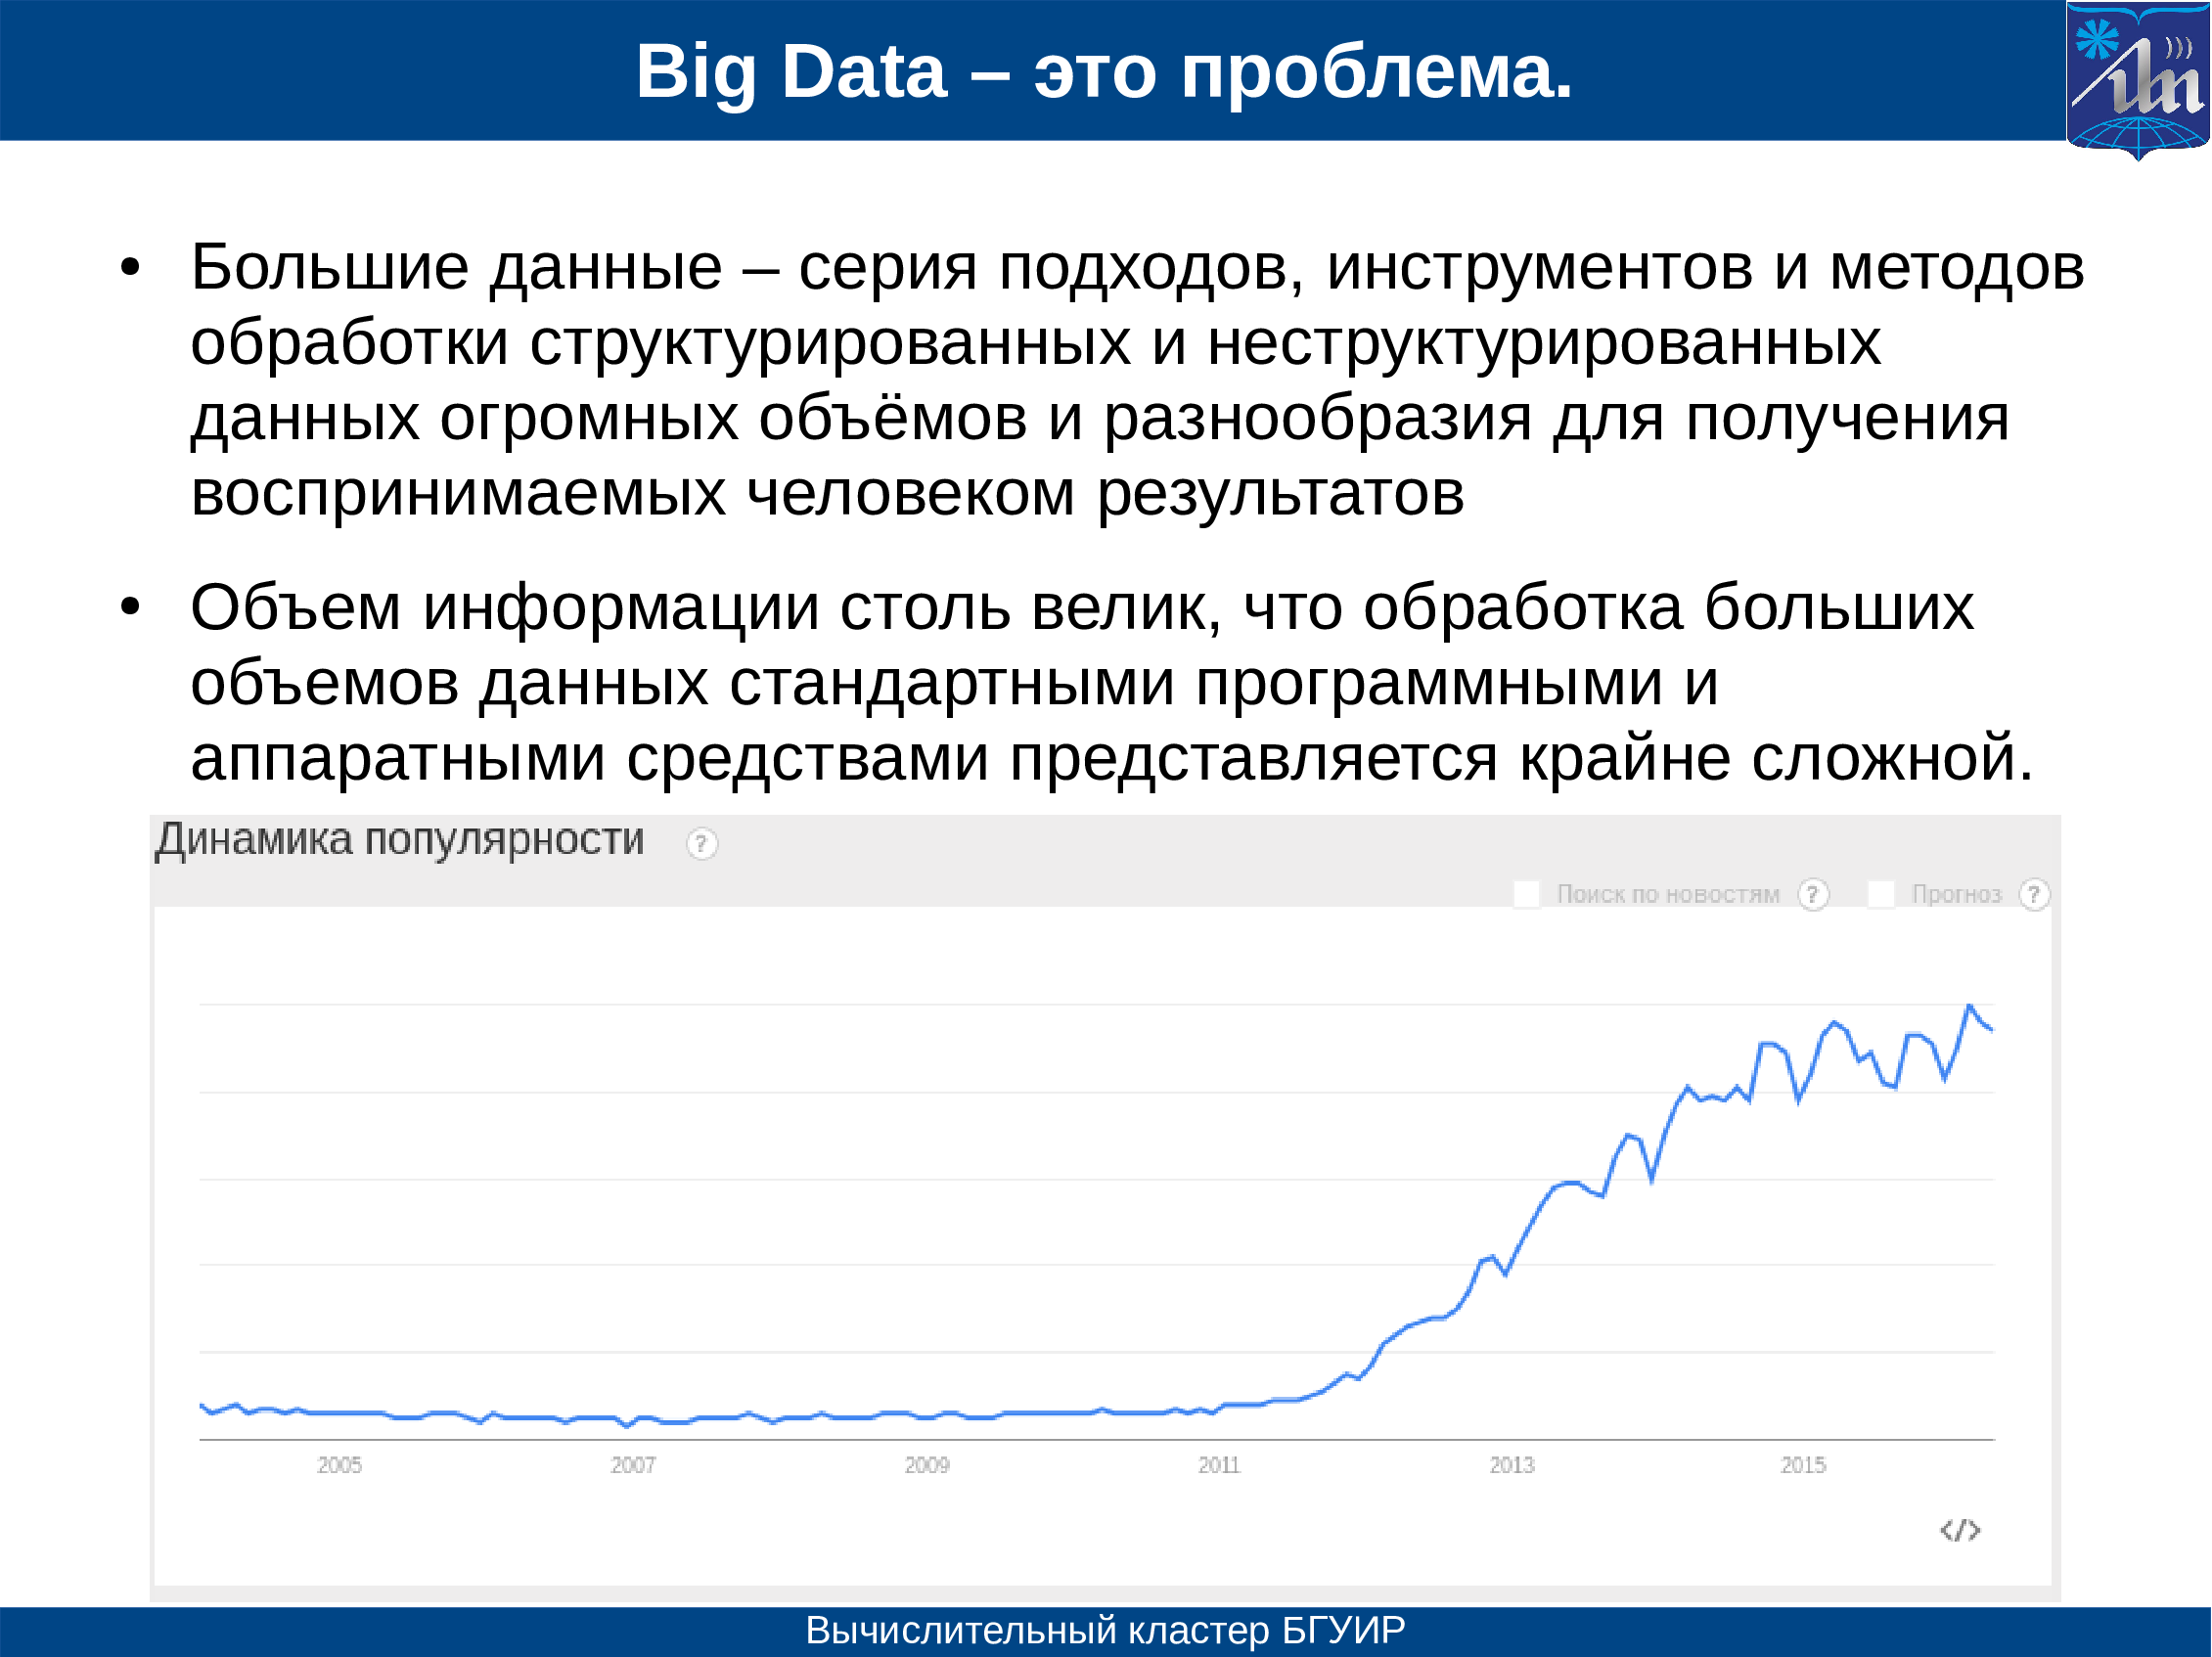 Big Data – это проблема.
• Большие данные – серия подходов, инструментов и методов
обработки структурированных и неструктурированных
данных огромных объёмов и разнообразия для получения
воспринимаемых человеком результатов
• Объем информации столь велик, что обработка больших
объемов данных стандартными программными и
аппаратными средствами представляется крайне сложной.
Динамика популярности ?
Поиск по новостям ? Прогноз ?
2005 2007 2009 2011 2013 2015
</>
Вычислительный кластер БГУИР